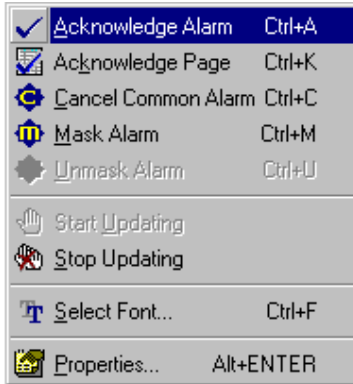 Acknowledge Alarm Ctrl+A
Acknowledge Page Ctrl+K
Cancel Common Alarm Ctrl+C
Mask Alarm Ctrl+M
Unmask Alarm Ctrl+U
Start Updating
Stop Updating
Select Font... Ctrl+F
Properties... Alt+ENTER